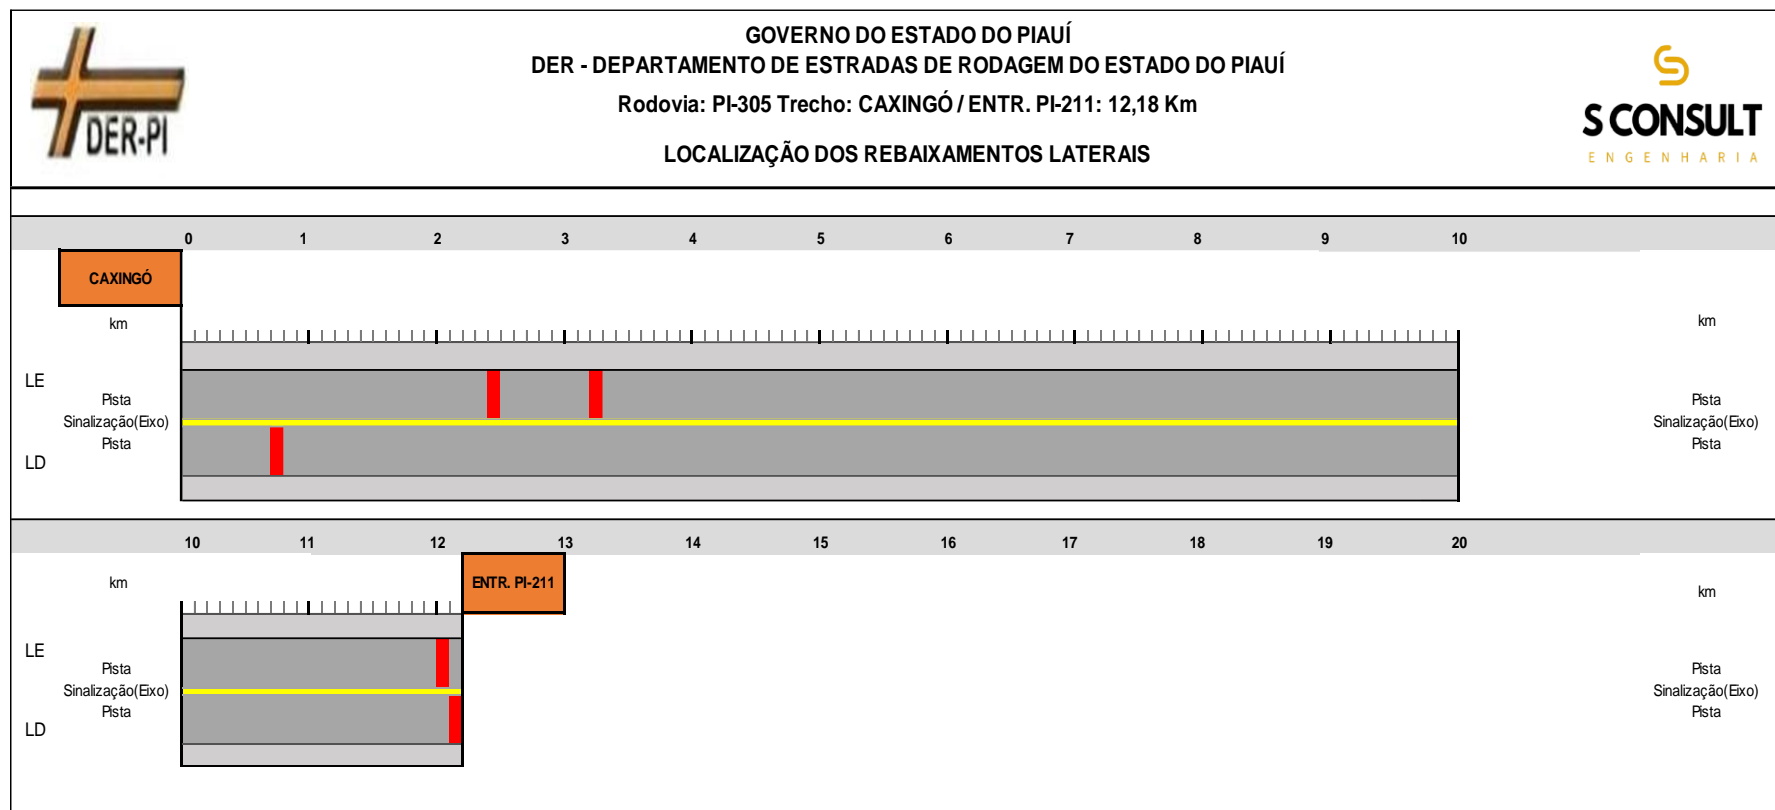 GOVERNO DO ESTADO DO PIAUÍ
DER - DEPARTAMENTO DE ESTRADAS DE RODAGEM DO ESTADO DO PIAUÍ
Rodovia: PI-305 Trecho: CAXINGÓ / ENTR. PI-211: 12,18 Km
LOCALIZAÇÃO DOS REBAIXAMENTOS LATERAIS
DER-PI
S CONSULT
ENGENHARIA
0 1 2 3 4 5 6 7 8 9 10
CAXINGÓ
km km
LE
Pista Pista
Sinalização(Eixo) Sinalização(Eixo)
Pista Pista
LD
10 11 12 13 14 15 16 17 18 19 20
ENTR. PI-211
km km
LE
Pista Pista
Sinalização(Eixo) Sinalização(Eixo)
Pista Pista
LD